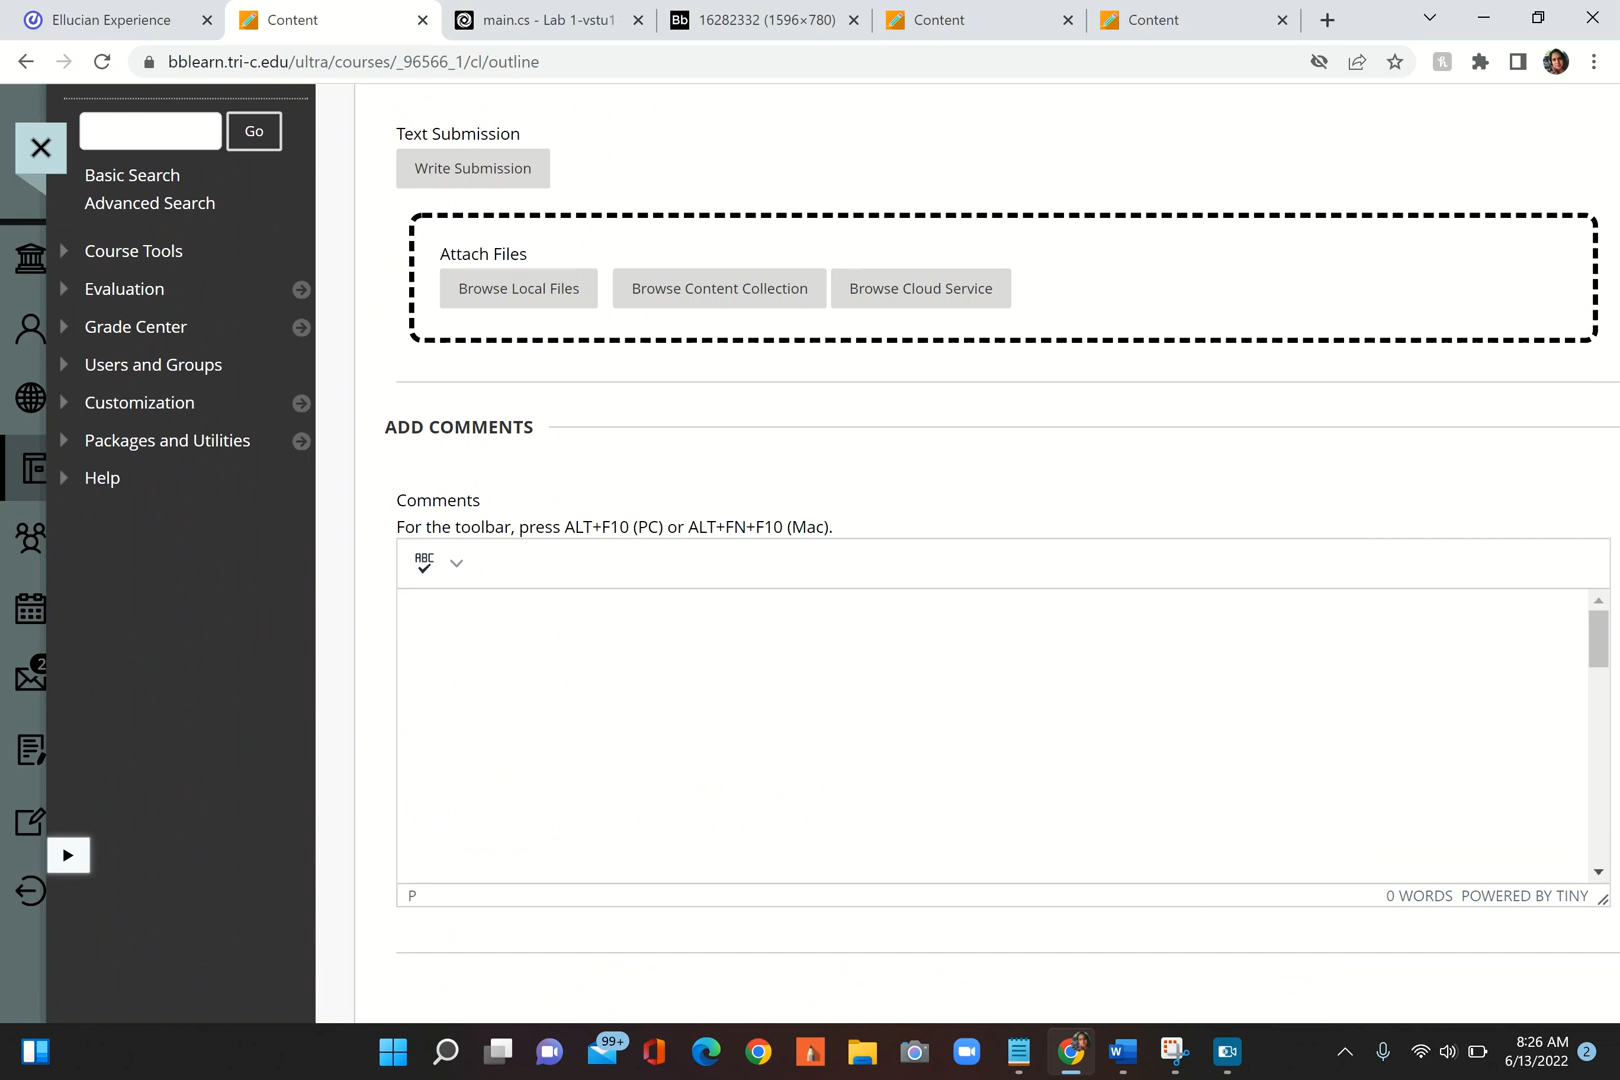 Ellucian Experience
Content
main.cs - Lab 1-vstu1
Bb 16282332 (1596×780)
Content
Content
bblearn.tri-c.edu/ultra/courses/_96566_1/cl/outline
Go
Basic Search
Advanced Search
Course Tools
Evaluation
Grade Center
Users and Groups
Customization
Packages and Utilities
Help
2
Text Submission
Write Submission
Attach Files
Browse Local Files
Browse Content Collection
Browse Cloud Service
ADD COMMENTS
Comments
For the toolbar, press ALT+F10 (PC) or ALT+FN+F10 (Mac).
ABC
P
0 WORDS POWERED BY TINY
99+
W
8:26 AM
6/13/2022
2